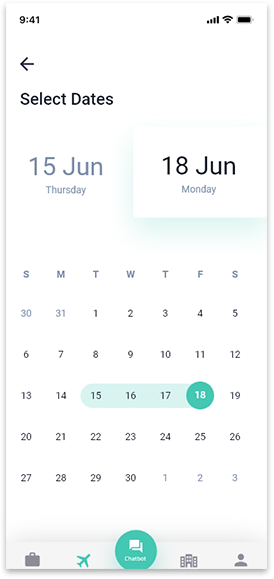 9:41
Select Dates
15 Jun 18 Jun
Thursday Monday
S M T W T F S
30 31 1 2 3 4 5
6 7 8 9 10 11 12
13 14 15 16 17 18 19
20 21 22 23 24 25 26
27 28 29 30 1 2 3
Chatbot